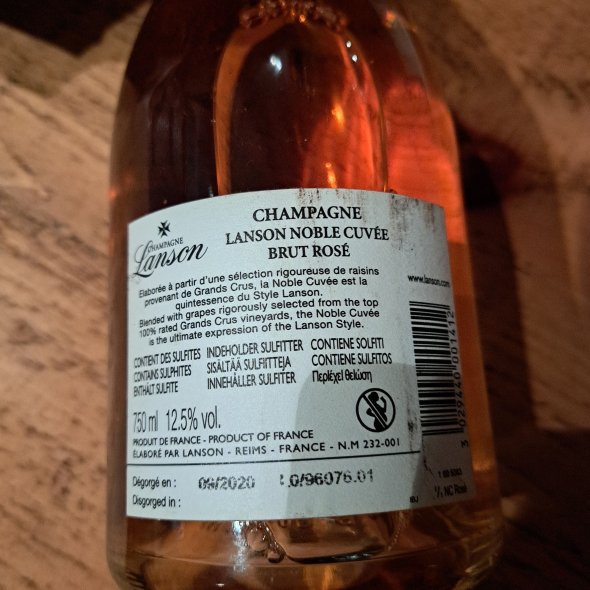 CHAMPAGNE
Lanson
CHAMPAGNE
LANSON NOBLE CUVÉE
BRUT ROSÉ
Elaborée à partir d'une sélection rigoureuse de raisins
provenant de Grands Crus, la Noble Cuvée est la
quintessence du Style Lanson.
Blended with grapes rigorously selected from the top
100% rated Grands Crus vineyards, the Noble Cuvée
is the ultimate expression of the Lanson Style.
CONTIENT DES SULFITES INDEHOLDER SULFITTER CONTIENE SOLFITI
CONTAINS SULPHITES SISÄLTÄÄ SULFIITTEJA CONTIENE SULFITOS
ENTHÄLT SULFITE INNEHÅLLER SULFITER Περιέχει θειώδη
750 ml 12.5% vol.
PRODUIT DE FRANCE - PRODUCT OF FRANCE
ÉLABORÉ PAR LANSON - REIMS - FRANCE - N.M 232-001
Dégorgé en : 09/2020 L0/96076.01
Disgorged in :
www.lanson.com
3 029440 001412